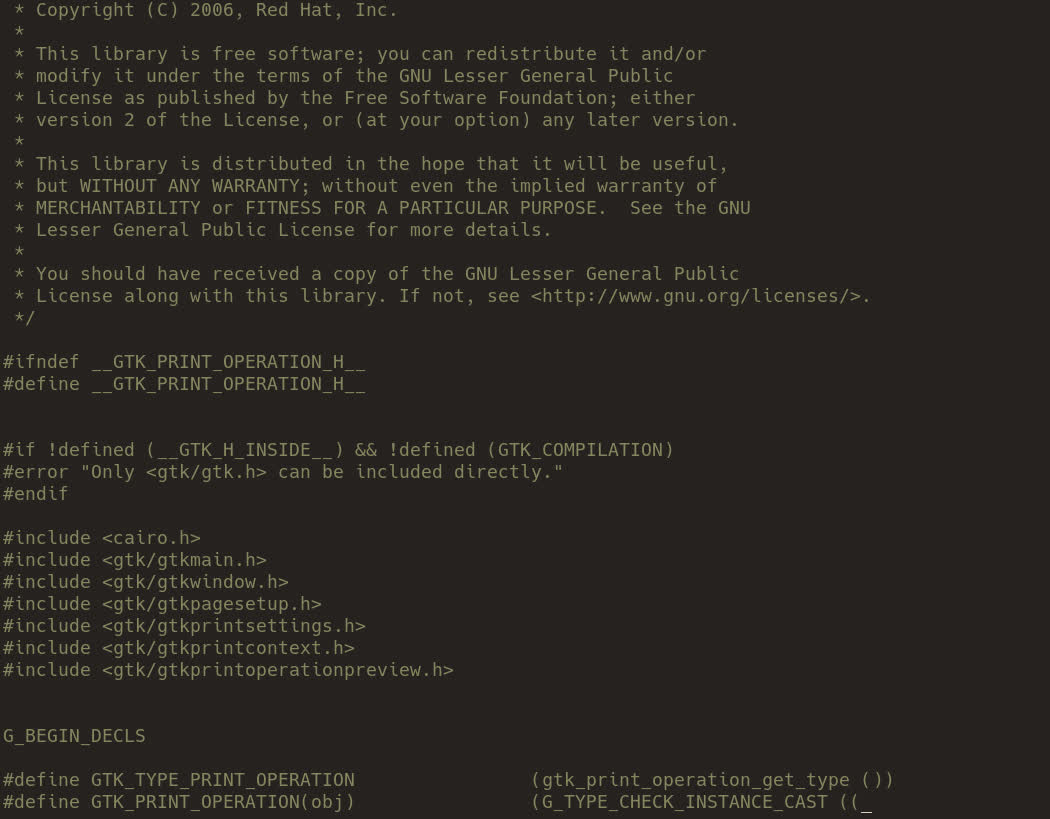 * Copyright (C) 2006, Red Hat, Inc.
 *
 * This library is free software; you can redistribute it and/or
 * modify it under the terms of the GNU Lesser General Public
 * License as published by the Free Software Foundation; either
 * version 2 of the License, or (at your option) any later version.
 *
 * This library is distributed in the hope that it will be useful,
 * but WITHOUT ANY WARRANTY; without even the implied warranty of
 * MERCHANTABILITY or FITNESS FOR A PARTICULAR PURPOSE.  See the GNU
 * Lesser General Public License for more details.
 *
 * You should have received a copy of the GNU Lesser General Public
 * License along with this library. If not, see <http://www.gnu.org/licenses/>.
 */

#ifndef __GTK_PRINT_OPERATION_H__
#define __GTK_PRINT_OPERATION_H__


#if !defined (__GTK_H_INSIDE__) && !defined (GTK_COMPILATION)
#error "Only <gtk/gtk.h> can be included directly."
#endif

#include <cairo.h>
#include <gtk/gtkmain.h>
#include <gtk/gtkwindow.h>
#include <gtk/gtkpagesetup.h>
#include <gtk/gtkprintsettings.h>
#include <gtk/gtkprintcontext.h>
#include <gtk/gtkprintoperationpreview.h>


G_BEGIN_DECLS

#define GTK_TYPE_PRINT_OPERATION                (gtk_print_operation_get_type ())
#define GTK_PRINT_OPERATION(obj)                (G_TYPE_CHECK_INSTANCE_CAST ((_